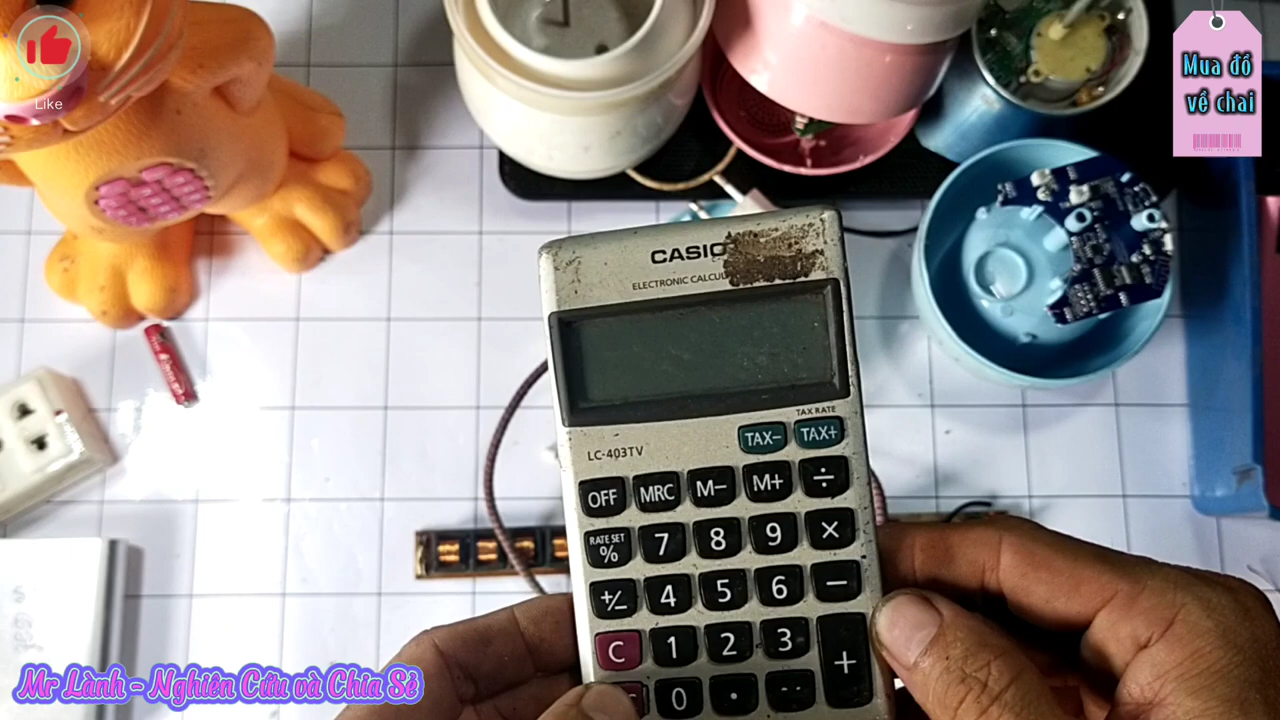 Like
Mua đồ
về chai
CASIO
ELECTRONIC
TAX RATE
TAX− TAX+
LC-403TV
OFF MRC M− M+ ÷
RATE SET
% 7 8 9 ×
+/− 4 5 6 −
C 1 2 3 +
0 ·
Mr Lành - Nghiên Cứu và Chia Sẻ